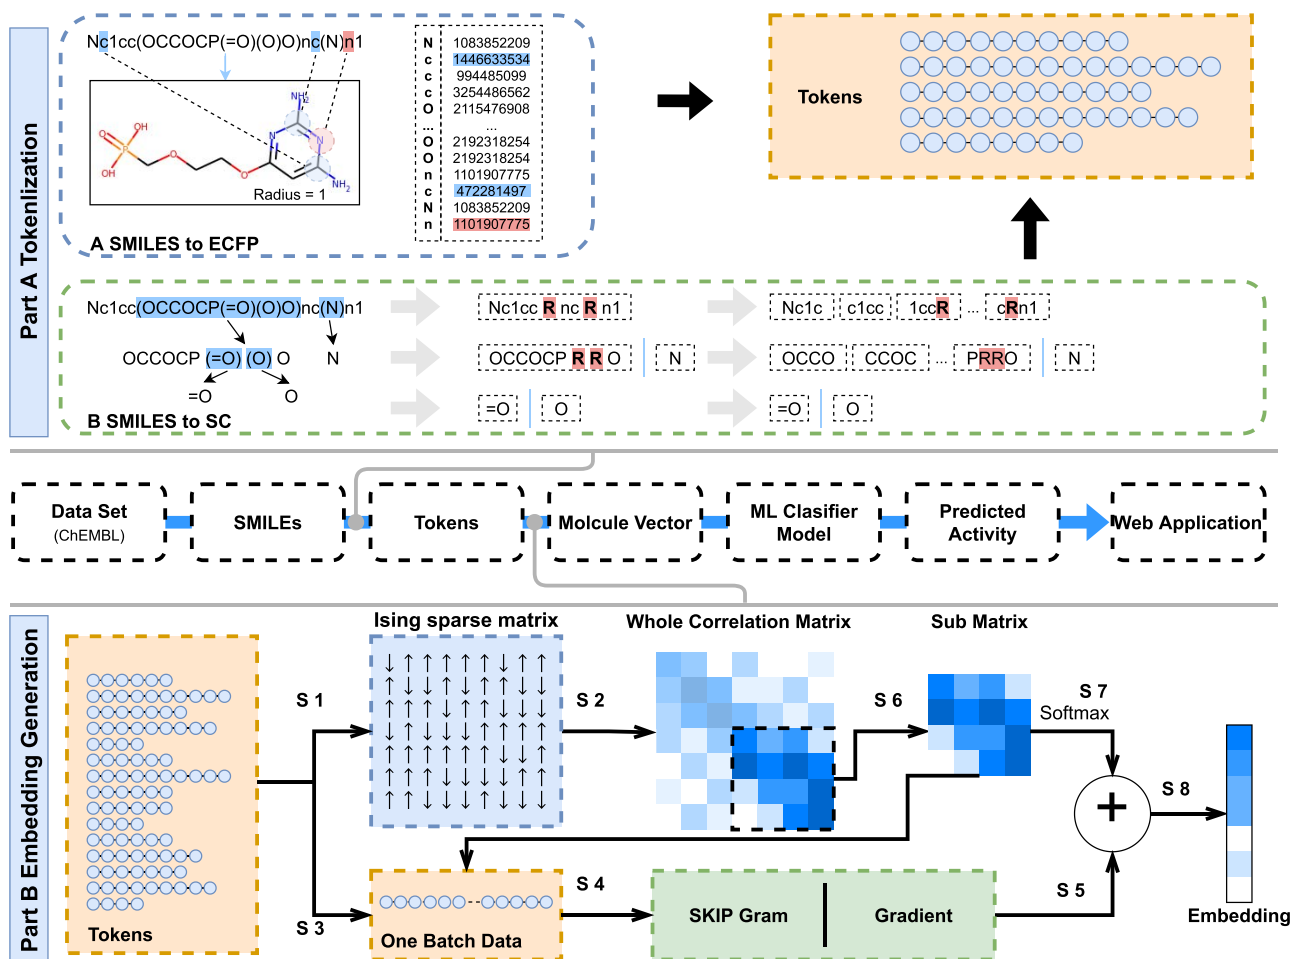 Part A Tokenlization
Nc1cc(OCCOCP(=O)(O)O)nc(N)n1
NH₂
N
N
OH
O
P
OH
O
O
NH₂
Radius = 1
A SMILES to ECFP
N 1083852209
c 1446633534
c 994485099
c 3254486562
O 2115476908
... ...
O 2192318254
O 2192318254
n 1101907775
c 472281497
N 1083852209
n 1101907775
Tokens
Nc1cc(OCCOCP(=O)(O)O)nc(N)n1
OCCOCP (=O) (O) O N
=O O
B SMILES to SC
Nc1cc R nc R n1
OCCOCP R R O N
=O O
Nc1c c1cc 1ccR ... cRn1
OCCO CCOC ... PRRO N
=O O
Data Set
(ChEMBL)
SMILEs
Tokens
Molcule Vector
ML Clasifier
Model
Predicted
Activity
Web Application
Part B Embedding Generation
Tokens
S 1
S 3
Ising sparse matrix
↓ ↑ ↑ ↑ ↑ ↑ ↓ ↑ ↑
S 2
Whole Correlation Matrix
S 6
Sub Matrix
S 7
Softmax
+
S 8
Embedding
One Batch Data
S 4
SKIP Gram
Gradient
S 5